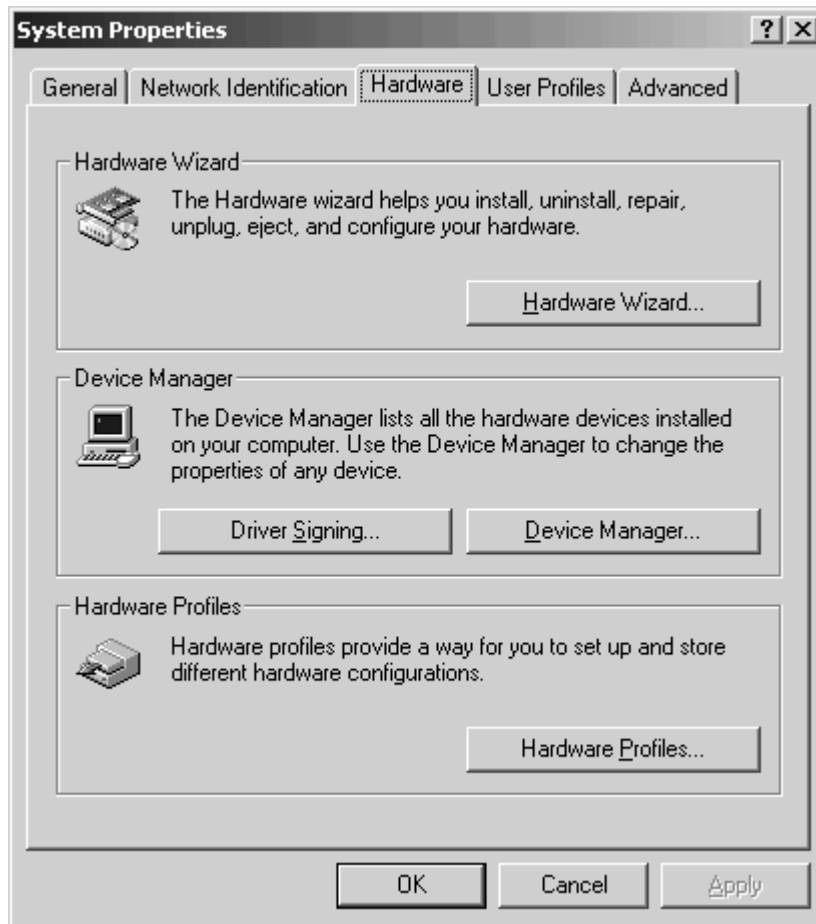 System Properties
General Network Identification Hardware User Profiles Advanced
Hardware Wizard
The Hardware wizard helps you install, uninstall, repair,
unplug, eject, and configure your hardware.
Hardware Wizard...
Device Manager
The Device Manager lists all the hardware devices installed
on your computer. Use the Device Manager to change the
properties of any device.
Driver Signing... Device Manager...
Hardware Profiles
Hardware profiles provide a way for you to set up and store
different hardware configurations.
Hardware Profiles...
OK Cancel Apply